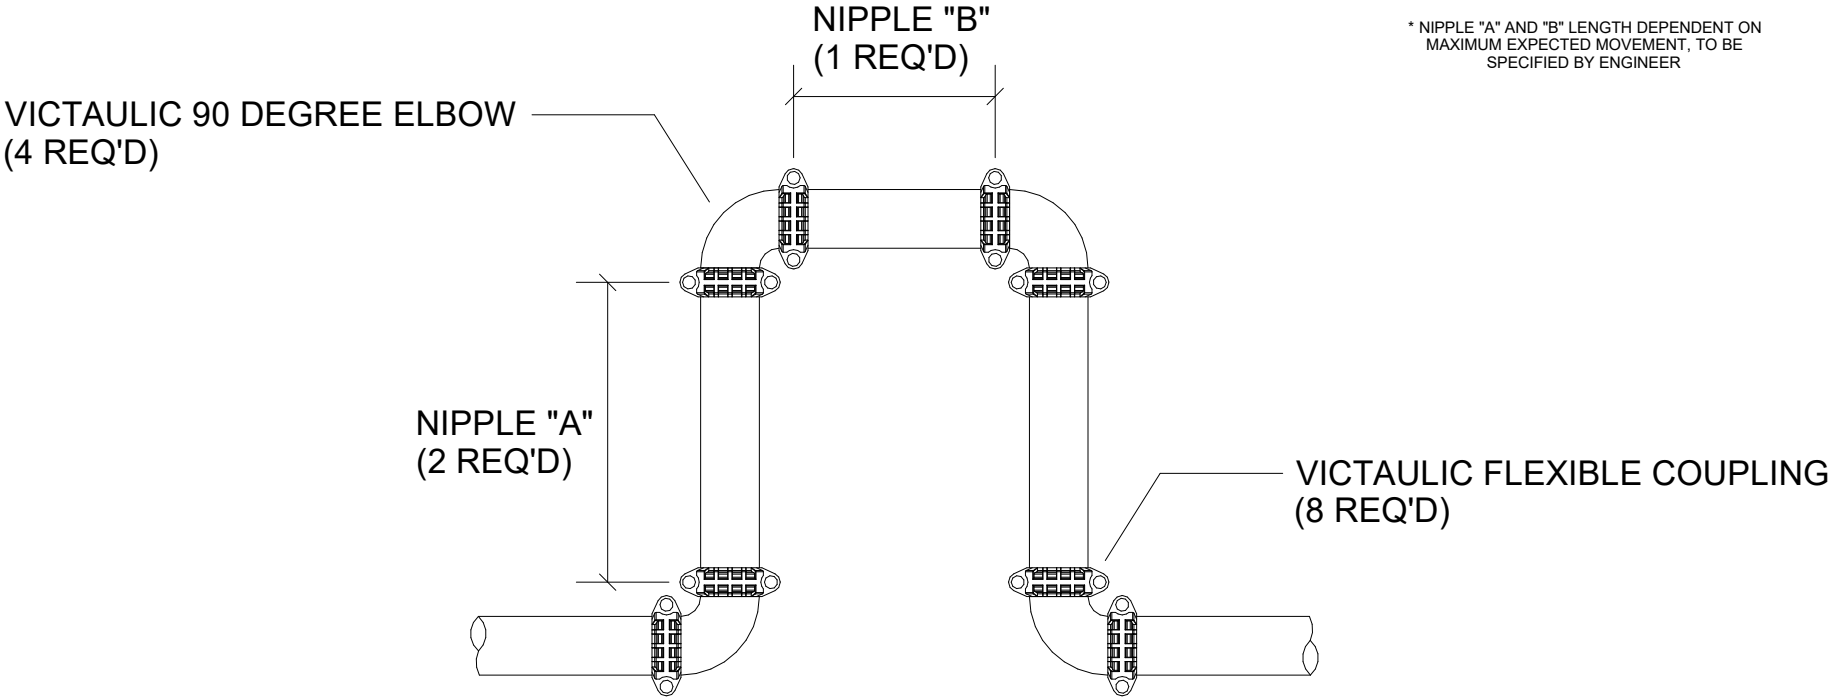 NIPPLE "B"
(1 REQ'D)
* NIPPLE "A" AND "B" LENGTH DEPENDENT ON
MAXIMUM EXPECTED MOVEMENT, TO BE
SPECIFIED BY ENGINEER
VICTAULIC 90 DEGREE ELBOW
(4 REQ'D)
NIPPLE "A"
(2 REQ'D)
VICTAULIC FLEXIBLE COUPLING
(8 REQ'D)